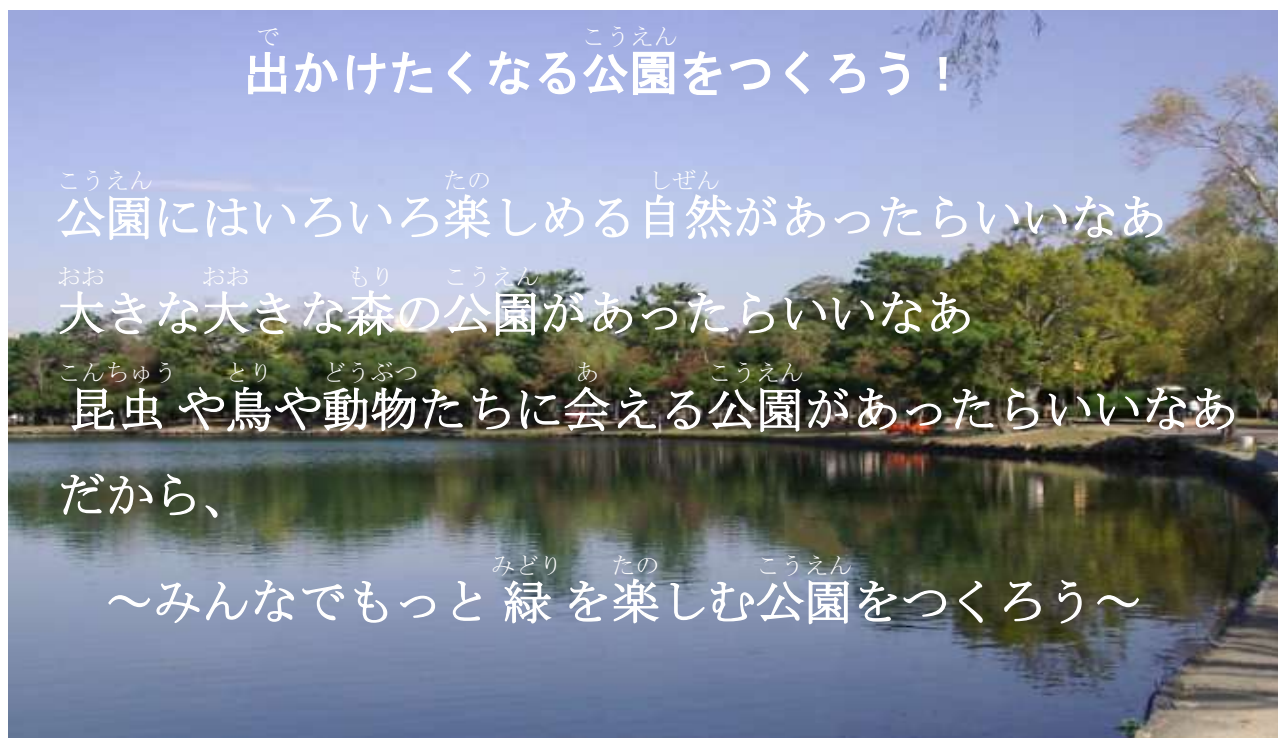 出かけたくなる公園をつくろう！
公園にはいろいろ楽しめる自然があったらいいなあ
大きな大きな森の公園があったらいいなあ
昆虫や鳥や動物たちに会える公園があったらいいなあ
だから、
～みんなでもっと緑を楽しむ公園をつくろう～